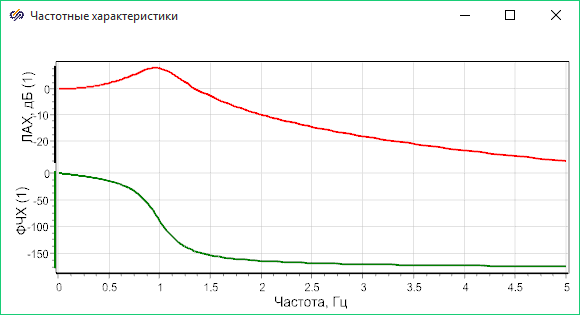 Частотные характеристики
ЛАХ, дБ (1)
0
-10
-20
ФЧХ (1)
0
-50
-100
-150
0 0.5 1 1.5 2 2.5 3 3.5 4 4.5 5
Частота, Гц